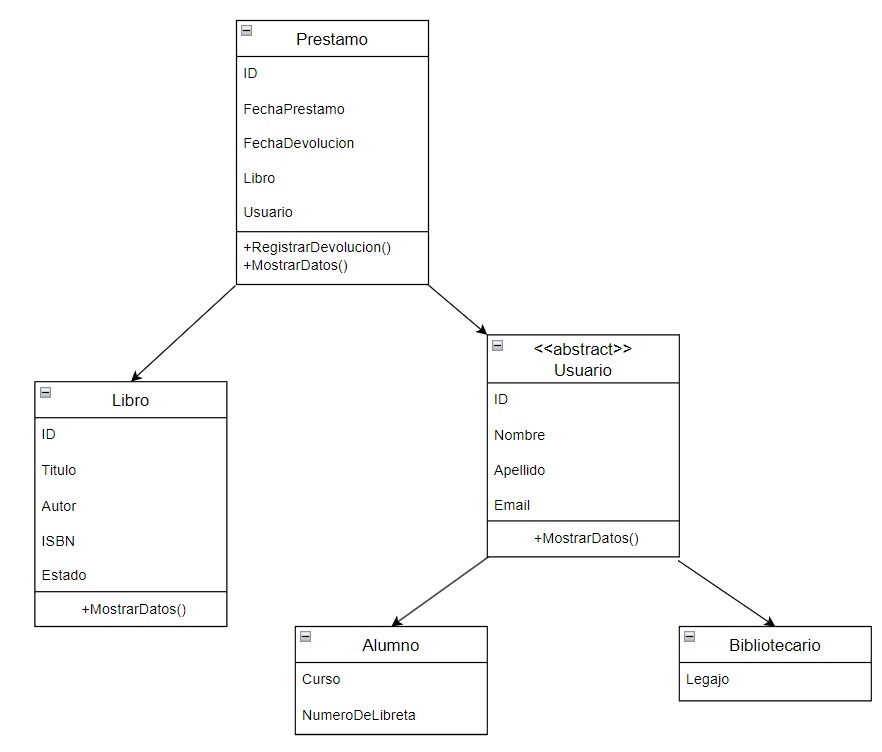 Prestamo
ID
FechaPrestamo
FechaDevolucion
Libro
Usuario
+RegistrarDevolucion()
+MostrarDatos()
<<abstract>>
Usuario
ID
Nombre
Apellido
Email
+MostrarDatos()
Libro
ID
Titulo
Autor
ISBN
Estado
+MostrarDatos()
Alumno
Curso
NumeroDeLibreta
Bibliotecario
Legajo